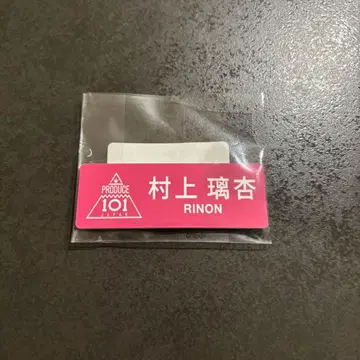 PRODUCE
101
JAPAN
村上 璃杏
RINON